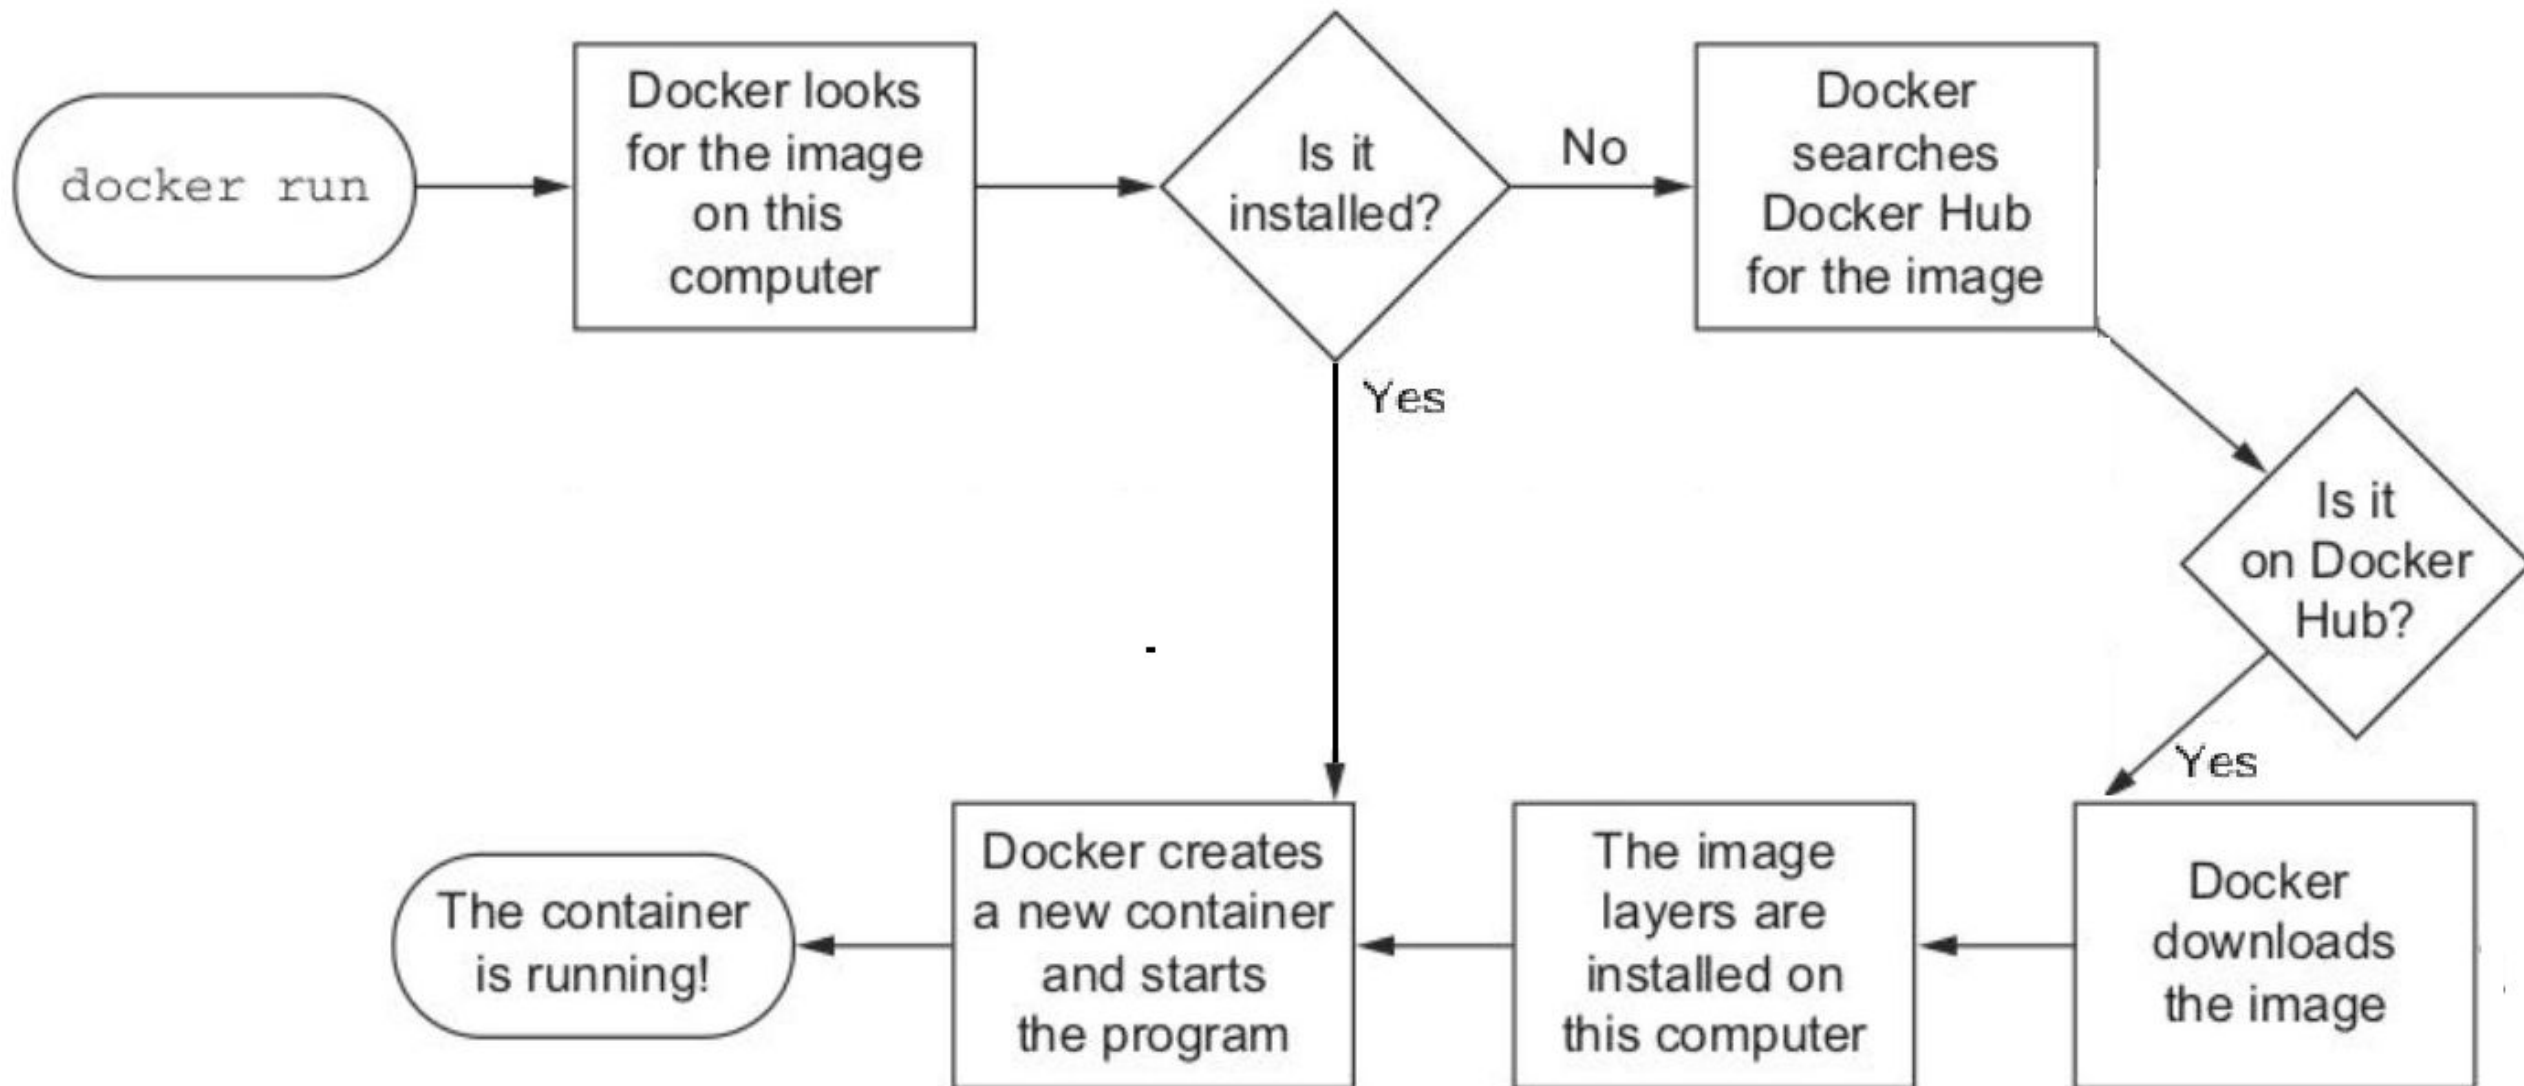 docker run
Docker looks
for the image
on this
computer
Is it
installed?
No
Docker
searches
Docker Hub
for the image
Yes
Is it
on Docker
Hub?
Yes
Docker
downloads
the image
The image
layers are
installed on
this computer
Docker creates
a new container
and starts
the program
The container
is running!